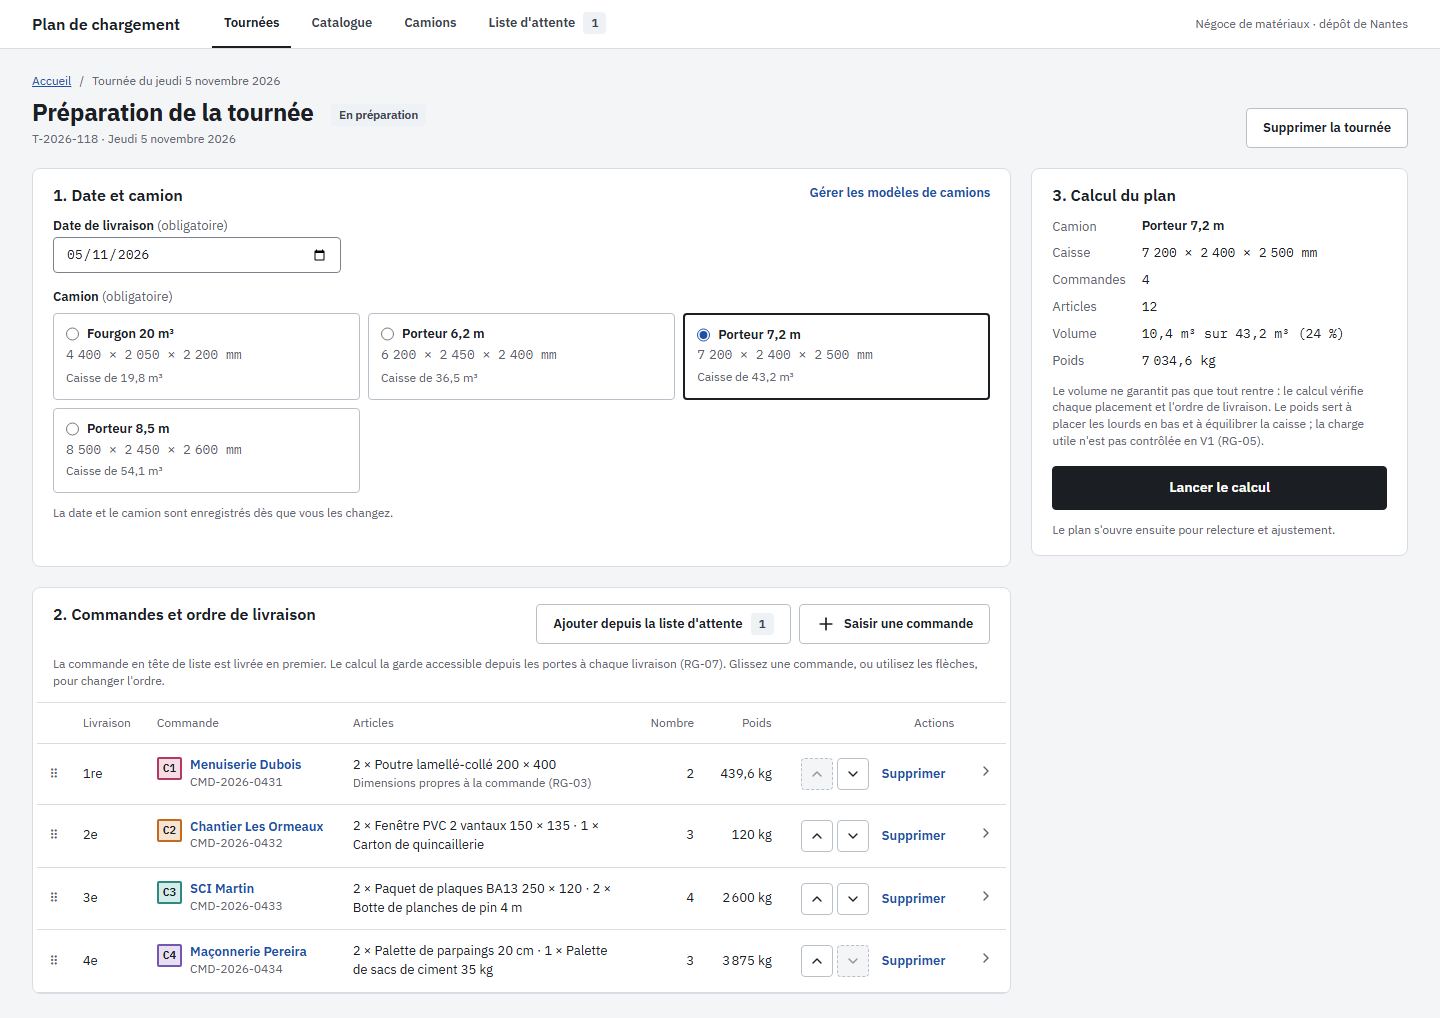 Plan de chargement
Tournées
Catalogue
Camions
Liste d'attente 1
Négoce de matériaux · dépôt de Nantes
Accueil / Tournée du jeudi 5 novembre 2026
Préparation de la tournée
En préparation
T-2026-118 · Jeudi 5 novembre 2026
Supprimer la tournée
1. Date et camion
Gérer les modèles de camions
Date de livraison (obligatoire)
05/11/2026
Camion (obligatoire)
Fourgon 20 m³
4 400 × 2 050 × 2 200 mm
Caisse de 19,8 m³
Porteur 6,2 m
6 200 × 2 450 × 2 400 mm
Caisse de 36,5 m³
Porteur 7,2 m
7 200 × 2 400 × 2 500 mm
Caisse de 43,2 m³
Porteur 8,5 m
8 500 × 2 450 × 2 600 mm
Caisse de 54,1 m³
La date et le camion sont enregistrés dès que vous les changez.
3. Calcul du plan
Camion Porteur 7,2 m
Caisse 7 200 × 2 400 × 2 500 mm
Commandes 4
Articles 12
Volume 10,4 m³ sur 43,2 m³ (24 %)
Poids 7 034,6 kg
Le volume ne garantit pas que tout rentre : le calcul vérifie
chaque placement et l'ordre de livraison. Le poids sert à
placer les lourds en bas et à équilibrer la caisse ; la charge
utile n'est pas contrôlée en V1 (RG-05).
Lancer le calcul
Le plan s'ouvre ensuite pour relecture et ajustement.
2. Commandes et ordre de livraison
Ajouter depuis la liste d'attente 1
Saisir une commande
La commande en tête de liste est livrée en premier. Le calcul la garde accessible depuis les portes à chaque livraison (RG-07). Glissez une commande, ou utilisez les flèches,
pour changer l'ordre.
Livraison Commande Articles Nombre Poids Actions
1re C1 Menuiserie Dubois 2 × Poutre lamellé-collé 200 × 400 2 439,6 kg Supprimer
CMD-2026-0431 Dimensions propres à la commande (RG-03)
2e C2 Chantier Les Ormeaux 2 × Fenêtre PVC 2 vantaux 150 × 135 · 1 × 3 120 kg Supprimer
CMD-2026-0432 Carton de quincaillerie
3e C3 SCI Martin 2 × Paquet de plaques BA13 250 × 120 · 2 × 4 2 600 kg Supprimer
CMD-2026-0433 Botte de planches de pin 4 m
4e C4 Maçonnerie Pereira 2 × Palette de parpaings 20 cm · 1 × Palette 3 3 875 kg Supprimer
CMD-2026-0434 de sacs de ciment 35 kg